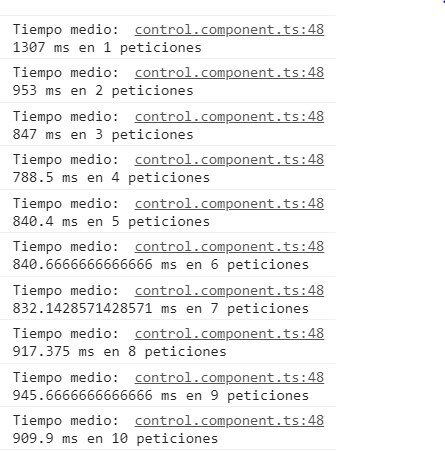 Tiempo medio: control.component.ts:48
1307 ms en 1 peticiones
Tiempo medio: control.component.ts:48
953 ms en 2 peticiones
Tiempo medio: control.component.ts:48
847 ms en 3 peticiones
Tiempo medio: control.component.ts:48
788.5 ms en 4 peticiones
Tiempo medio: control.component.ts:48
840.4 ms en 5 peticiones
Tiempo medio: control.component.ts:48
840.6666666666666 ms en 6 peticiones
Tiempo medio: control.component.ts:48
832.1428571428571 ms en 7 peticiones
Tiempo medio: control.component.ts:48
917.375 ms en 8 peticiones
Tiempo medio: control.component.ts:48
945.6666666666666 ms en 9 peticiones
Tiempo medio: control.component.ts:48
909.9 ms en 10 peticiones